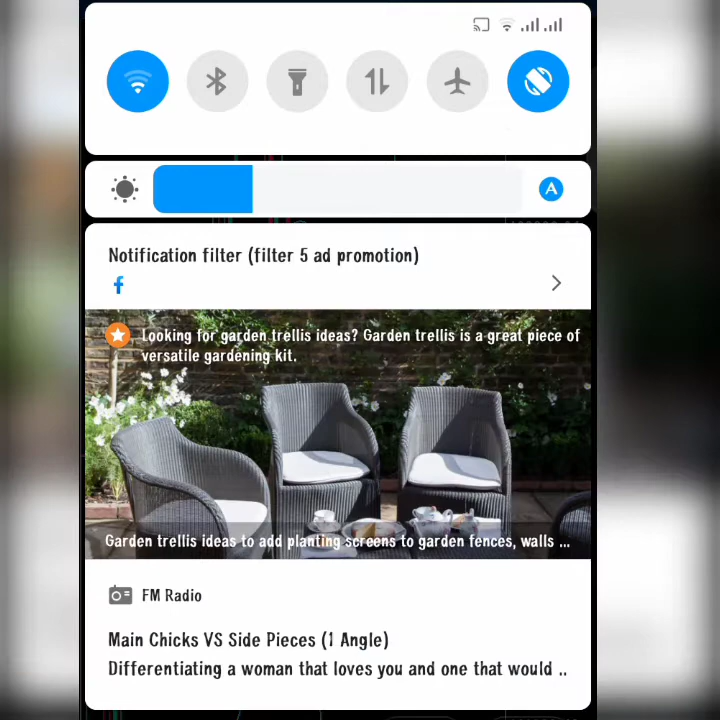 A
Notification filter (filter 5 ad promotion)
Looking for garden trellis ideas? Garden trellis is a great piece of
versatile gardening kit.
Garden trellis ideas to add planting screens to garden fences, walls ...
FM Radio
Main Chicks VS Side Pieces (1 Angle)
Differentiating a woman that loves you and one that would ..